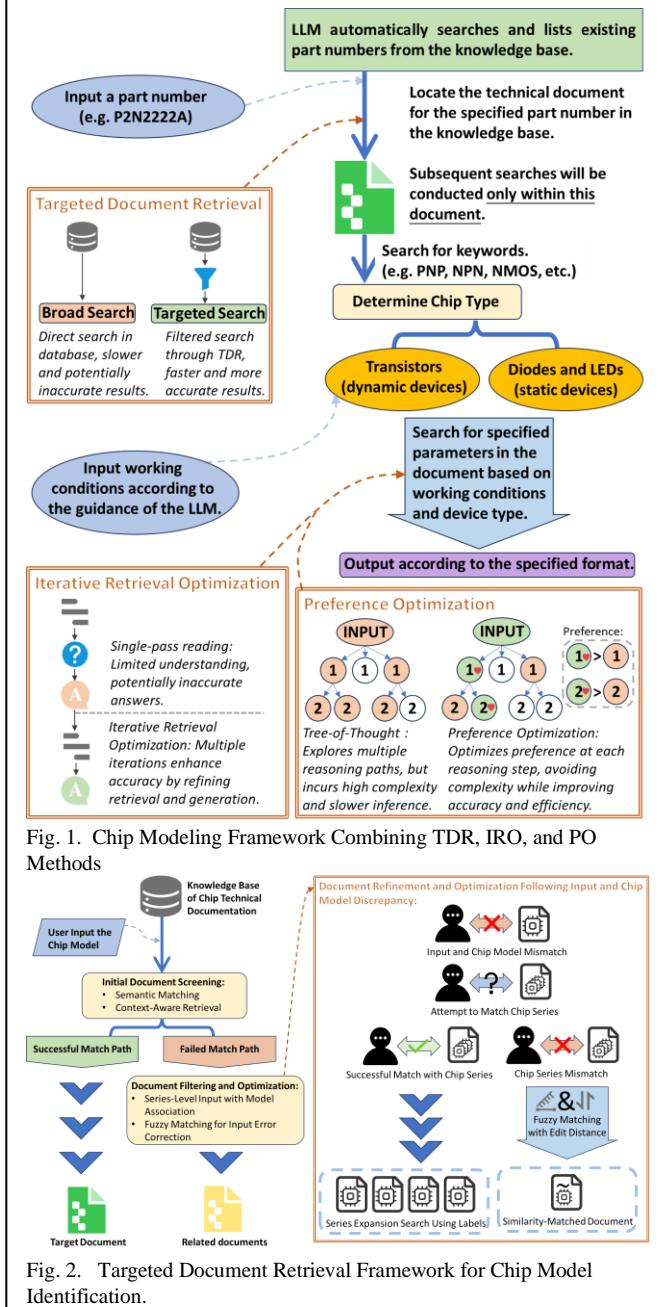 LLM automatically searches and lists existing
part numbers from the knowledge base.
Input a part number
(e.g. P2N2222A)
Locate the technical document
for the specified part number in
the knowledge base.
Subsequent searches will be
conducted only within this
document.
Targeted Document Retrieval
Broad Search
Direct search in
database, slower
and potentially
inaccurate results.
Targeted Search
Filtered search
through TDR,
faster and more
accurate results.
Search for keywords.
(e.g. PNP, NPN, NMOS, etc.)
Determine Chip Type
Transistors
(dynamic devices)
Diodes and LEDs
(static devices)
Input working
conditions according to
the guidance of the LLM.
Search for specified
parameters in the
document based on
working conditions
and device type.
Output according to the specified format.
Iterative Retrieval Optimization
?
A
Single-pass reading:
Limited understanding,
potentially inaccurate
answers.
A
Iterative Retrieval
Optimization: Multiple
iterations enhance
accuracy by refining
retrieval and generation.
Preference Optimization
INPUT
1 1 1
2 2 2 2
Tree-of-Thought :
Explores multiple
reasoning paths, but
incurs high complexity
and slower inference.
INPUT
1 1 1
2 2 2 2
Preference:
1 > 1
2 > 2
Preference Optimization:
Optimizes preference at each
reasoning step, avoiding
complexity while improving
accuracy and efficiency.
Fig. 1. Chip Modeling Framework Combining TDR, IRO, and PO
Methods
Knowledge Base
of Chip Technical
Documentation
User Input the
Chip Model
Initial Document Screening:
• Semantic Matching
• Context-Aware Retrieval
Successful Match Path
Failed Match Path
Document Filtering and Optimization:
• Series-Level Input with Model
Association
• Fuzzy Matching for Input Error
Correction
Target Document
Related documents
Document Refinement and Optimization Following Input and Chip
Model Discrepancy:
Input and Chip Model Mismatch
?
Attempt to Match Chip Series
Successful Match with Chip Series
Chip Series Mismatch
&
Fuzzy Matching
with Edit Distance
Series Expansion Search Using Labels
Similarity-Matched Document
Fig. 2. Targeted Document Retrieval Framework for Chip Model
Identification.